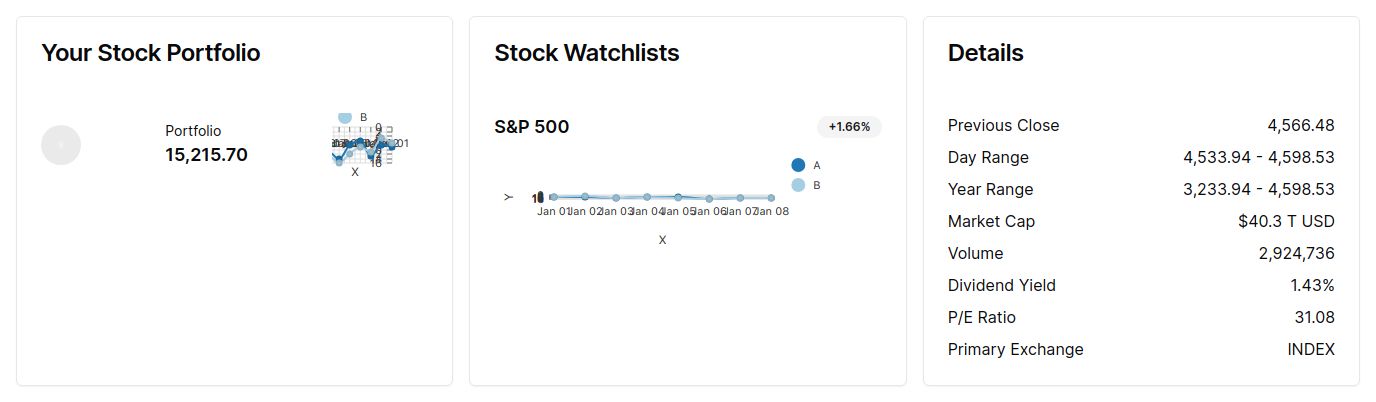 Your Stock Portfolio
Portfolio
15,215.70
B
0
16
X
Stock Watchlists
S&P 500
+1.66%
A
B
Y
Jan 01 Jan 02 Jan 03 Jan 04 Jan 05 Jan 06 Jan 07 Jan 08
X
Details
Previous Close 4,566.48
Day Range 4,533.94 - 4,598.53
Year Range 3,233.94 - 4,598.53
Market Cap $40.3 T USD
Volume 2,924,736
Dividend Yield 1.43%
P/E Ratio 31.08
Primary Exchange INDEX